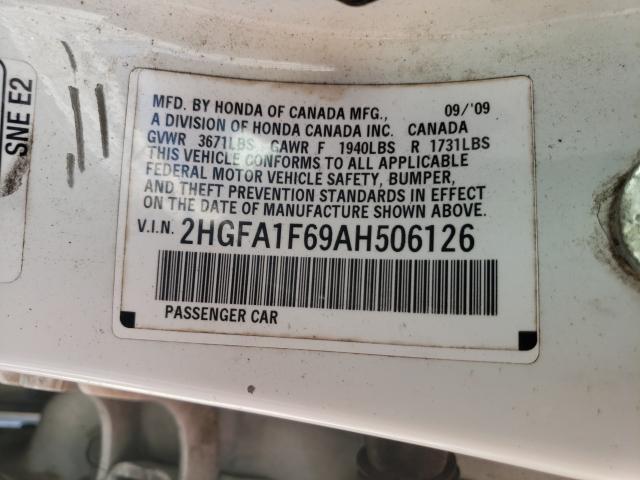 SNE E2
MFD. BY HONDA OF CANADA MFG., 09/'09
A DIVISION OF HONDA CANADA INC. CANADA
GVWR 3671LBS GAWR F 1940LBS R 1731LBS
THIS VEHICLE CONFORMS TO ALL APPLICABLE
FEDERAL MOTOR VEHICLE SAFETY, BUMPER,
AND THEFT PREVENTION STANDARDS IN EFFECT
ON THE DATE OF MANUFACTURE SHOWN ABOVE.
V.I.N. 2HGFA1F69AH506126
PASSENGER CAR